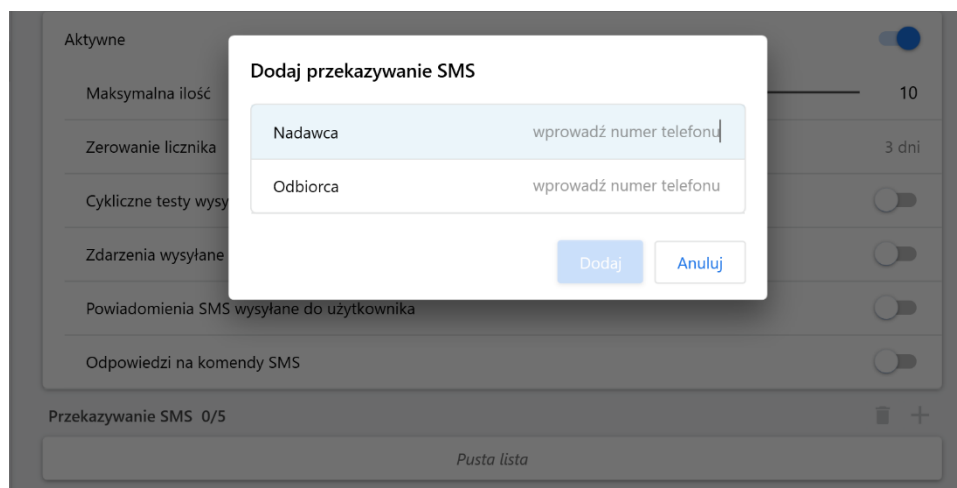 Aktywne
Dodaj przekazywanie SMS
Maksymalna ilość
10
Nadawca
wprowadź numer telefonu
Zerowanie licznika
3 dni
Odbiorca
wprowadź numer telefonu
Cykliczne testy wysy
Zdarzenia wysyłane
Dodaj
Anuluj
Powiadomienia SMS wysyłane do użytkownika
Odpowiedzi na komendy SMS
Przekazywanie SMS 0/5
Pusta lista